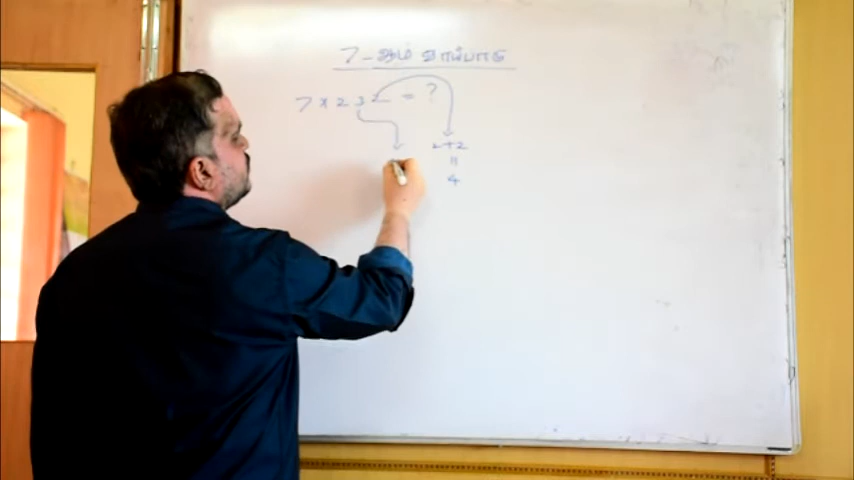 7-ஆம் வாய்பாடு
7 x 232 = ?
2+2
=
4